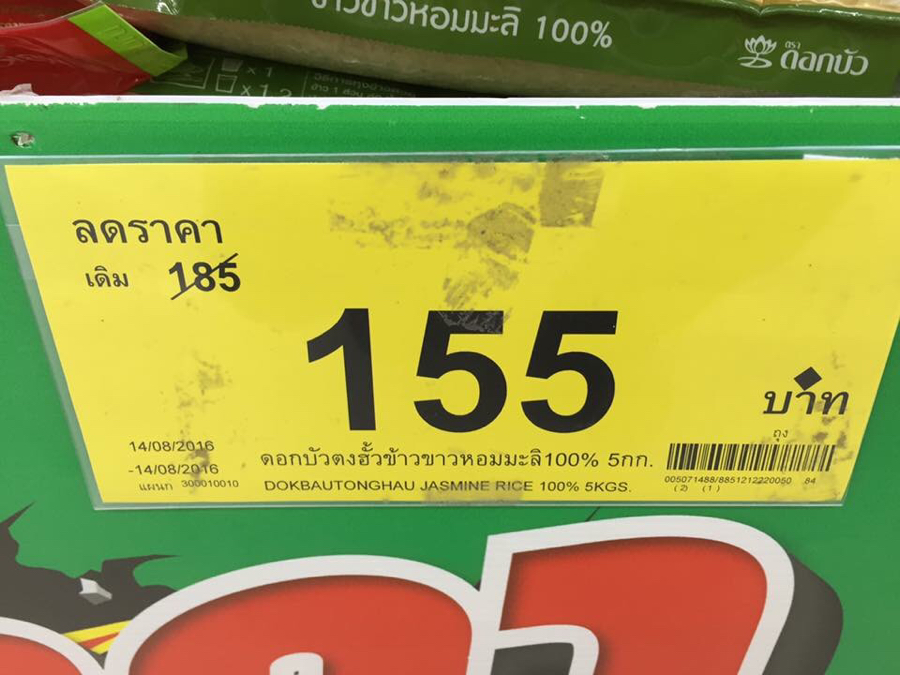 ข้าวขาวหอมมะลิ 100%
ตรา
ดอกบัว
x 1
x 1.2
ลดราคา
เดิม 185
155
บาท
ถุง
14/08/2016
-14/08/2016
แผนก 300010010
ดอกบัวตงฮั้วข้าวขาวหอมมะลิ100% 5กก.
DOKBAUTONGHAU JASMINE RICE 100% 5KGS.
005071488/8851212220050 84
(2) (1)